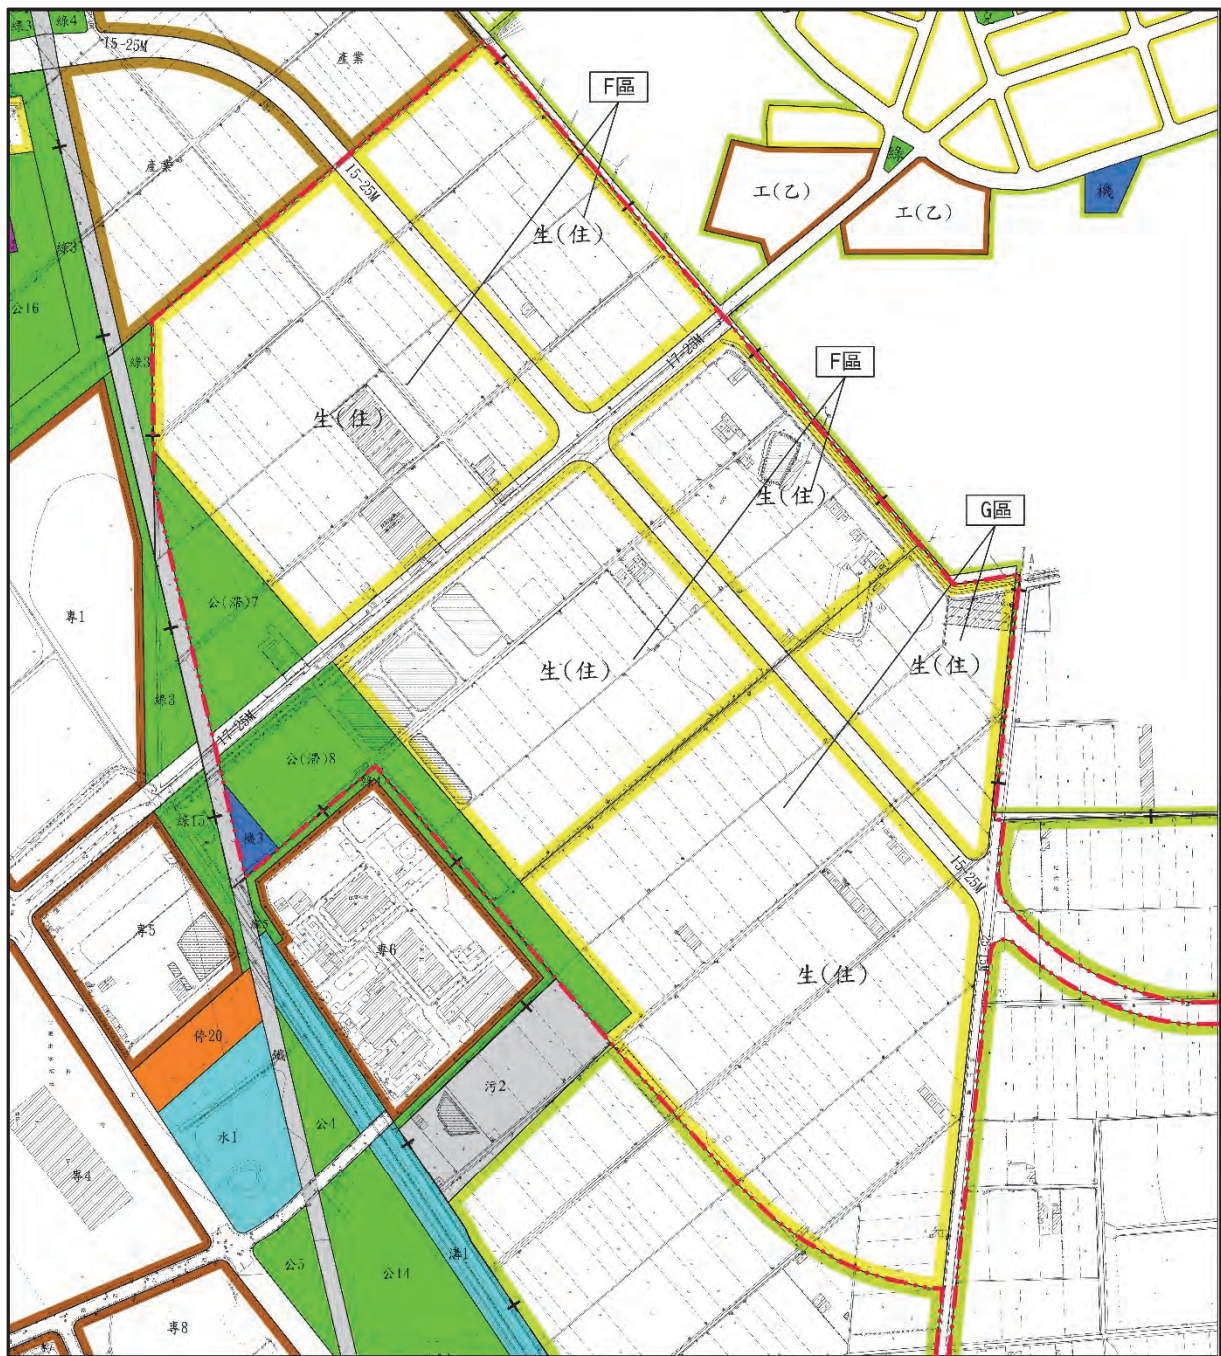 綠3
綠4
15-25M
產業
兒
F區
產業
15-25M
綠
工(乙)
工(乙)
機
綠3
生(住)
公16
17-25M
綠3
F區
生(住)
生(住)
G區
公(滯)7
專1
生(住)
生(住)
綠3
17-25M
公(滯)8
綠15
機3
15-25M
專5
專6
25-15M
生(住)
停20
鐵
污2
水1
公4
專4
溝1
公5
公14
專8